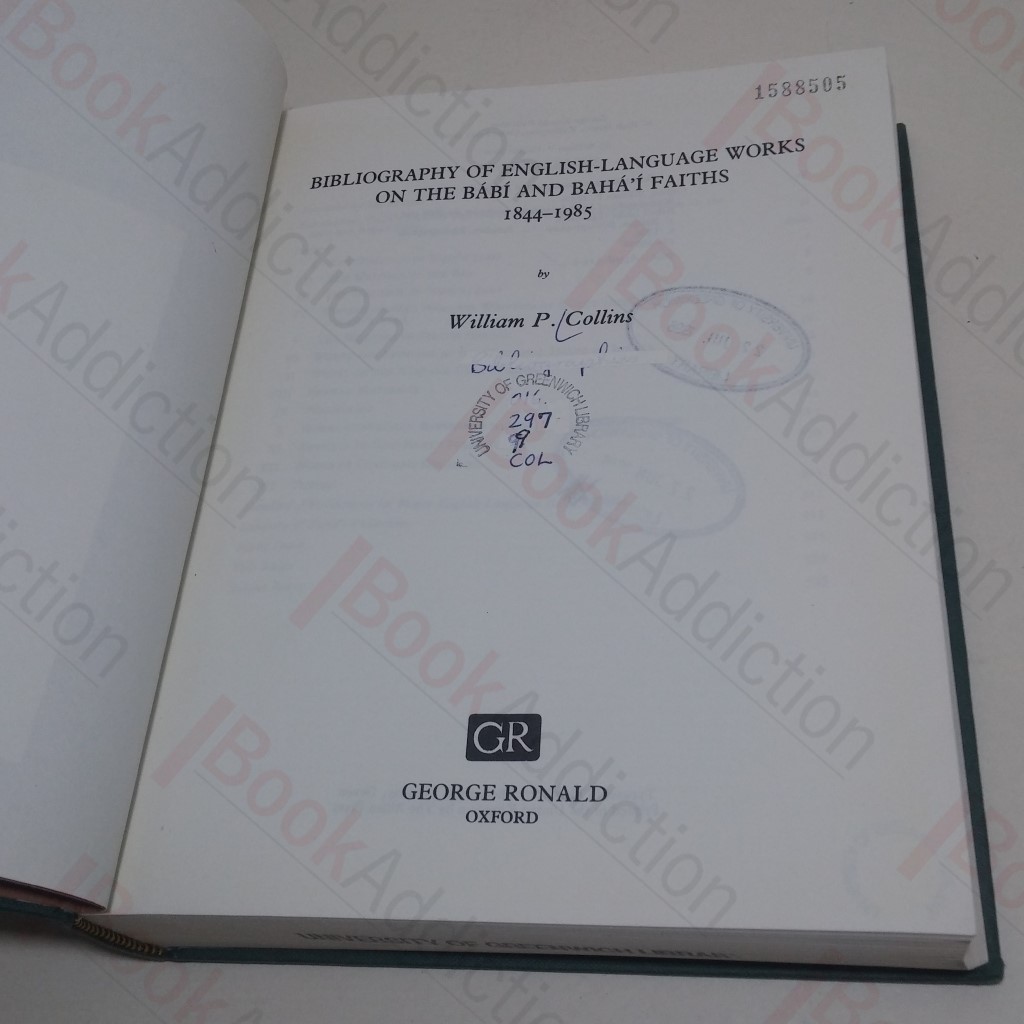 1588505
BIBLIOGRAPHY OF ENGLISH-LANGUAGE WORKS
ON THE BÁBÍ AND BAHÁ'Í FAITHS
1844–1985
by
William P. Collins
UNIVERSITY OF GREENWICH LIBRARY
297
9
COL
GR
GEORGE RONALD
OXFORD
BookAddiction